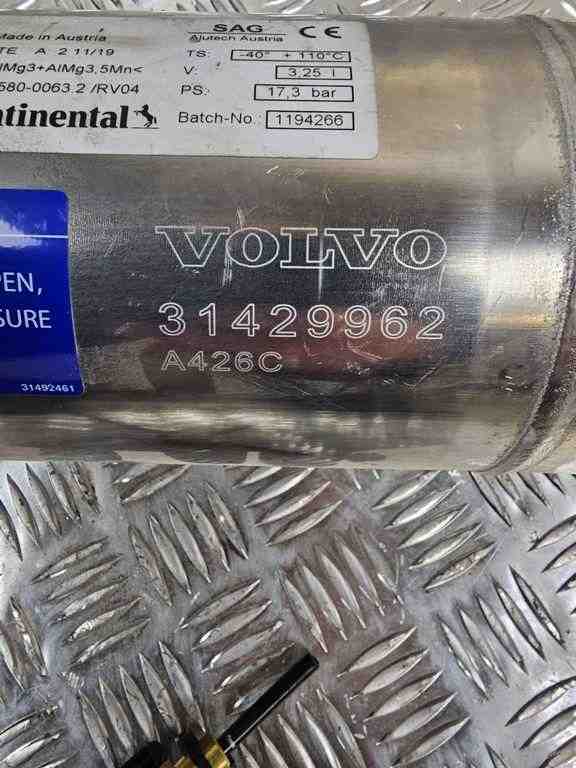 Made in Austria
SAG
CE
Alutech Austria
A 2 11/19
TS: -40° + 110°C
Mg3+AlMg3,5Mn<
V: 3,25 l
580-0063.2 /RV04
PS: 17,3 bar
ntinental
Batch-No.: 1194266
VOLVO
31429962
A426C
PEN,
SURE
31492461